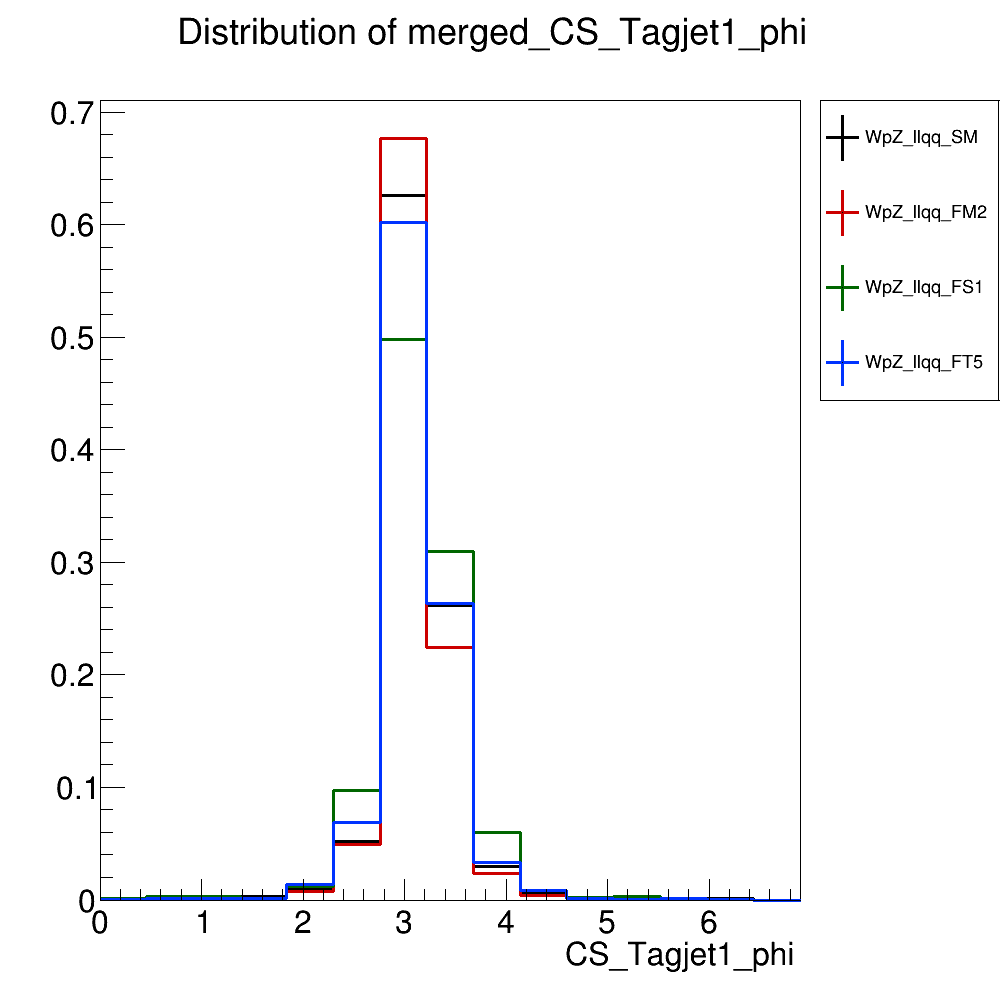 Distribution of merged_CS_Tagjet1_phi
0.7
0.6
0.5
0.4
0.3
0.2
0.1
0
0 1 2 3 4 5 6
CS_Tagjet1_phi
WpZ_llqq_SM
WpZ_llqq_FM2
WpZ_llqq_FS1
WpZ_llqq_FT5